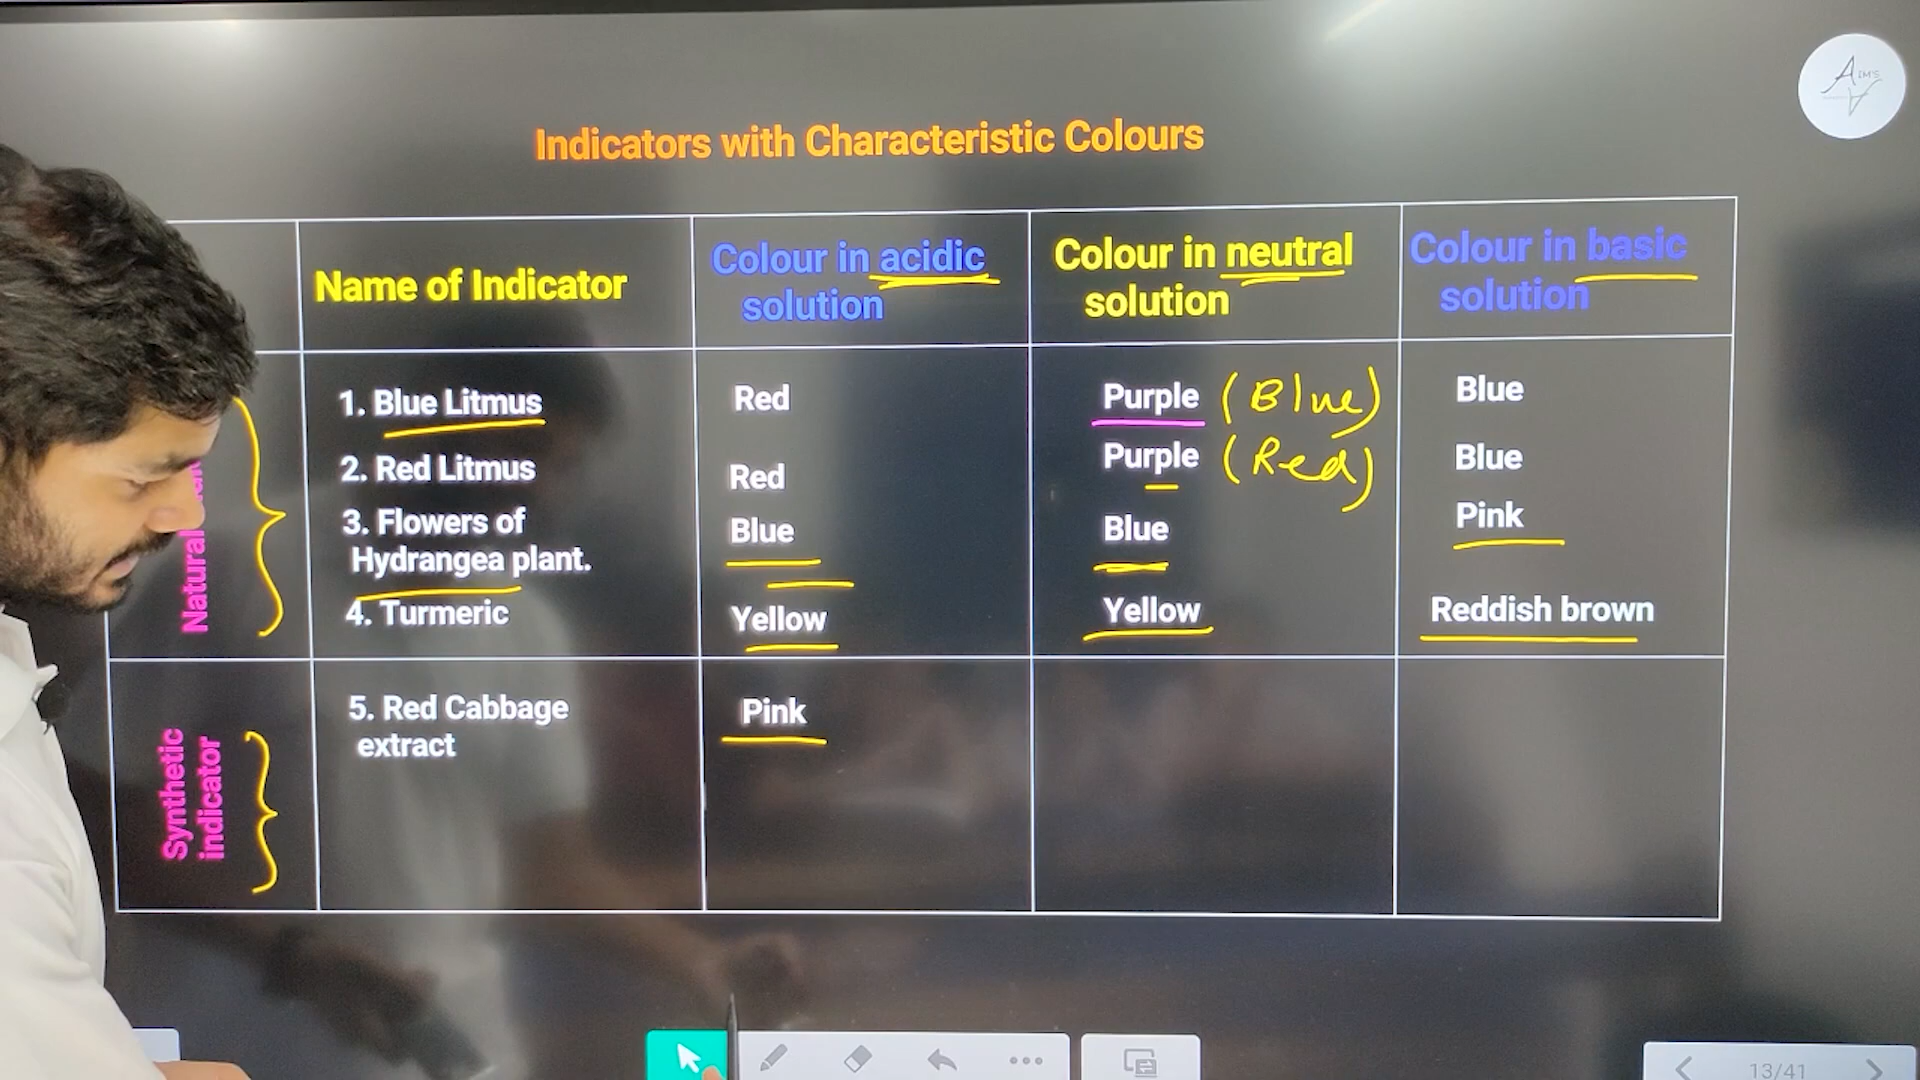 AIM'S
Indicators with Characteristic Colours
Name of Indicator
Colour in acidic
solution
Colour in neutral
solution
Colour in basic
solution
Natural
1. Blue Litmus
Red
Purple (Blue)
Blue
2. Red Litmus
Red
Purple (Red)
Blue
3. Flowers of
Hydrangea plant.
Blue
Blue
Pink
4. Turmeric
Yellow
Yellow
Reddish brown
Synthetic
indicator
5. Red Cabbage
extract
Pink
13/41